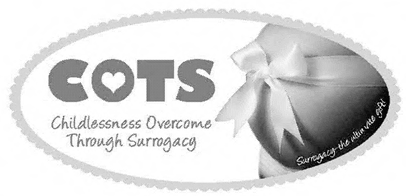 COTS
Childlessness Overcome
Through Surrogacy
Surrogacy-the ultimate gift!